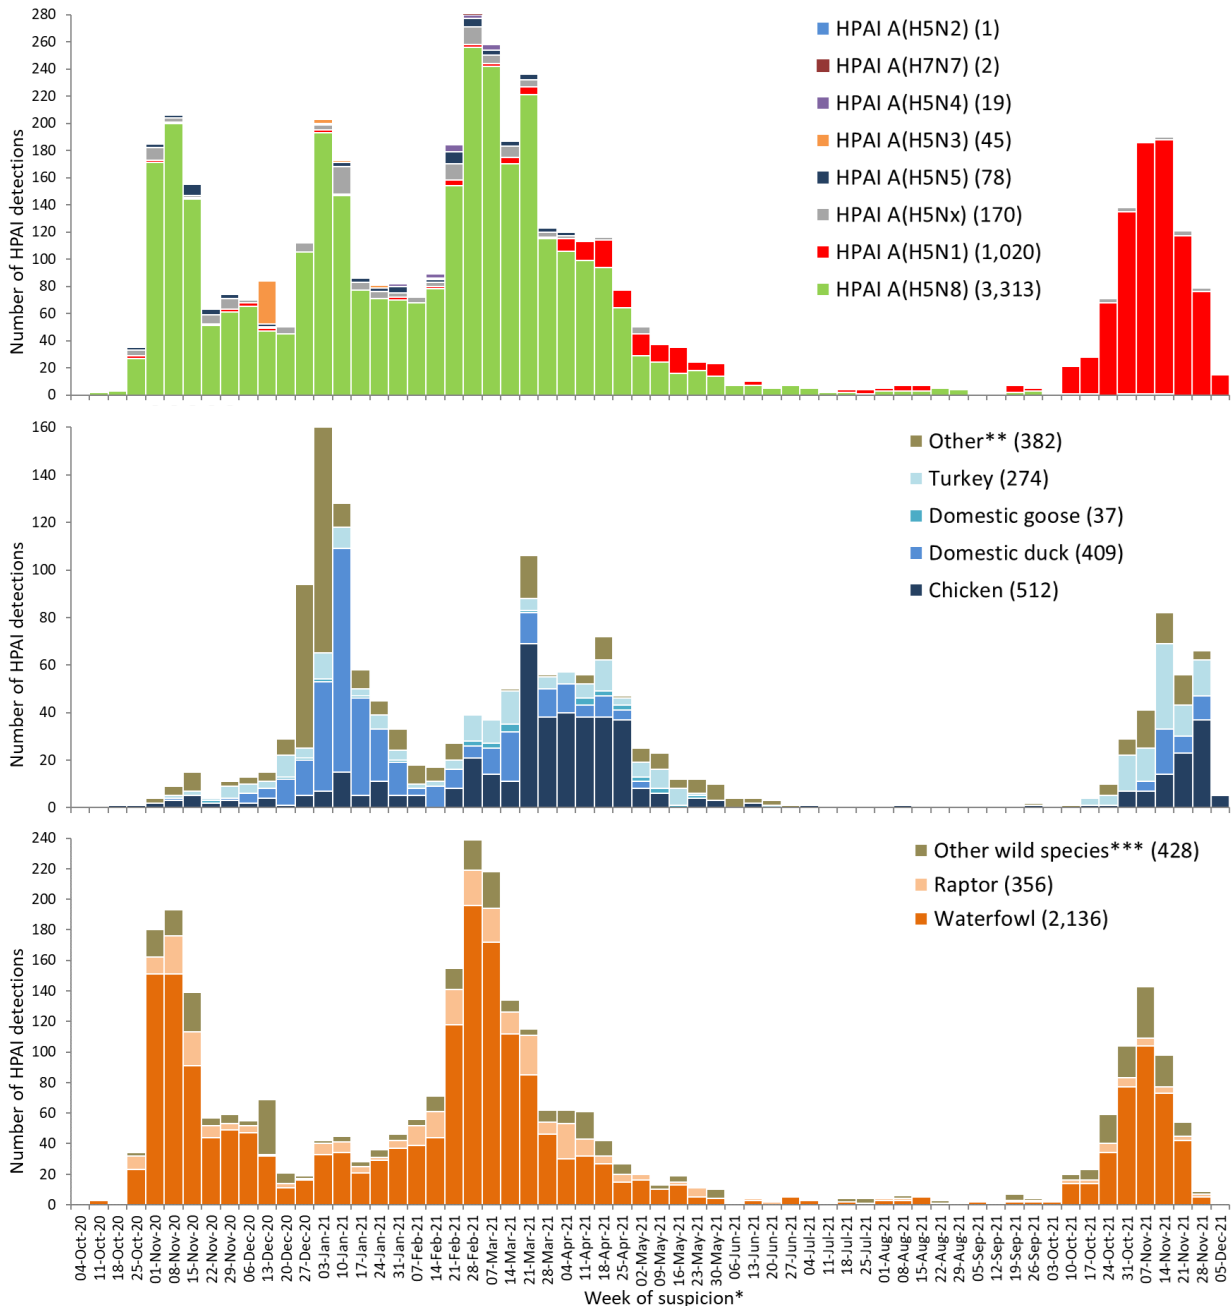 280
260
240
220
200
180
160
140
120
100
80
60
40
20
0
Number of HPAI detections
HPAI A(H5N2) (1)
HPAI A(H7N7) (2)
HPAI A(H5N4) (19)
HPAI A(H5N3) (45)
HPAI A(H5N5) (78)
HPAI A(H5Nx) (170)
HPAI A(H5N1) (1,020)
HPAI A(H5N8) (3,313)
160
140
120
100
80
60
40
20
0
Number of HPAI detections
Other** (382)
Turkey (274)
Domestic goose (37)
Domestic duck (409)
Chicken (512)
240
220
200
180
160
140
120
100
80
60
40
20
0
Number of HPAI detections
Other wild species*** (428)
Raptor (356)
Waterfowl (2,136)
04-Oct-20
11-Oct-20
18-Oct-20
25-Oct-20
01-Nov-20
08-Nov-20
15-Nov-20
22-Nov-20
29-Nov-20
06-Dec-20
13-Dec-20
20-Dec-20
27-Dec-20
03-Jan-21
10-Jan-21
17-Jan-21
24-Jan-21
31-Jan-21
07-Feb-21
14-Feb-21
21-Feb-21
28-Feb-21
07-Mar-21
14-Mar-21
21-Mar-21
28-Mar-21
04-Apr-21
11-Apr-21
18-Apr-21
25-Apr-21
02-May-21
09-May-21
16-May-21
23-May-21
30-May-21
06-Jun-21
13-Jun-21
20-Jun-21
27-Jun-21
04-Jul-21
11-Jul-21
18-Jul-21
25-Jul-21
01-Aug-21
08-Aug-21
15-Aug-21
22-Aug-21
29-Aug-21
05-Sep-21
12-Sep-21
19-Sep-21
26-Sep-21
03-Oct-21
10-Oct-21
17-Oct-21
24-Oct-21
31-Oct-21
07-Nov-21
14-Nov-21
21-Nov-21
28-Nov-21
05-Dec-21
Week of suspicion*